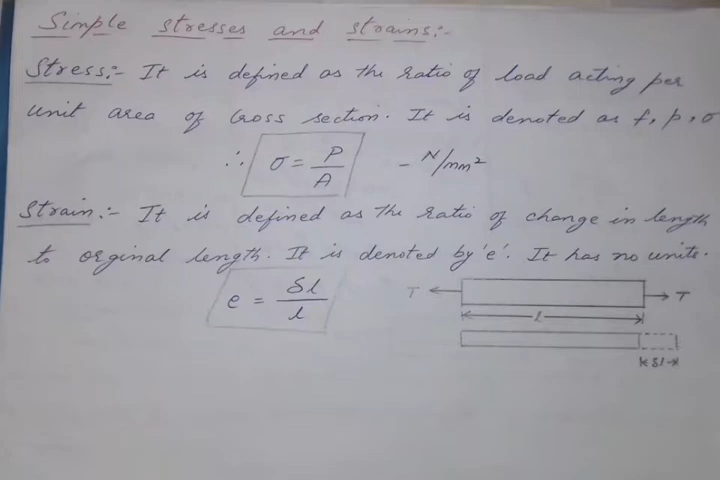 Simple stresses and strains:-
Stress:- It is defined as the ratio of load acting per
unit area of Cross section. It is denoted as f, p, σ
∴ σ = P/A - N/mm²
Strain:- It is defined as the ratio of change in length
to orginal length. It is denoted by 'e'. It has no units.
e = δl/l
T T
l
δl